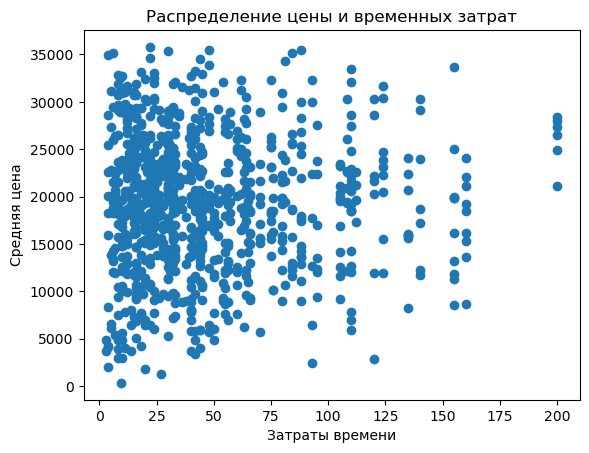 Распределение цены и временных затрат
Средняя цена
35000
30000
25000
20000
15000
10000
5000
0
0 25 50 75 100 125 150 175 200
Затраты времени